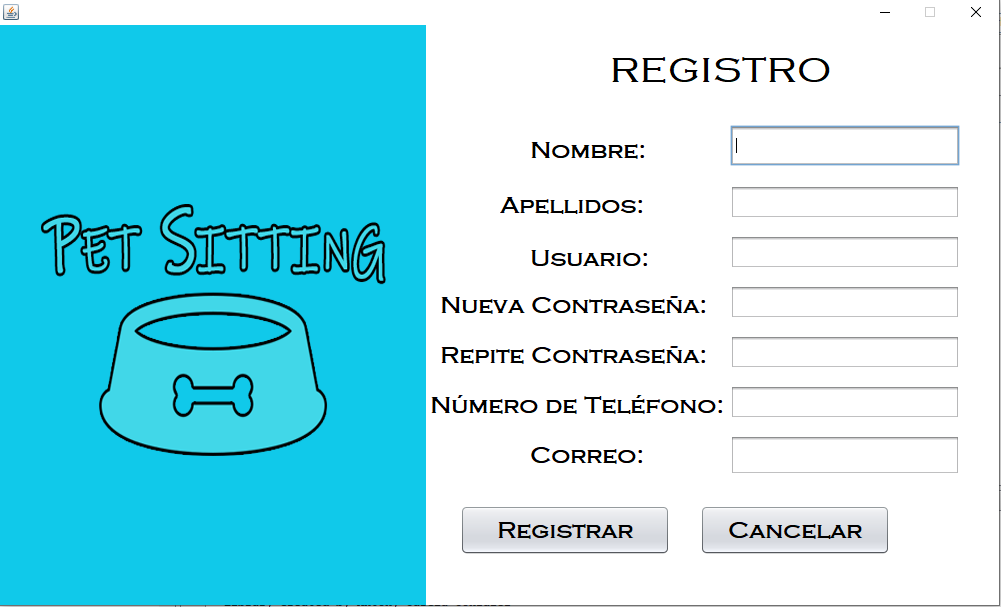 REGISTRO
Nombre:
Apellidos:
Usuario:
Pet Sitting
Nueva Contraseña:
Repite Contraseña:
Número de Teléfono:
Correo:
Registrar
Cancelar